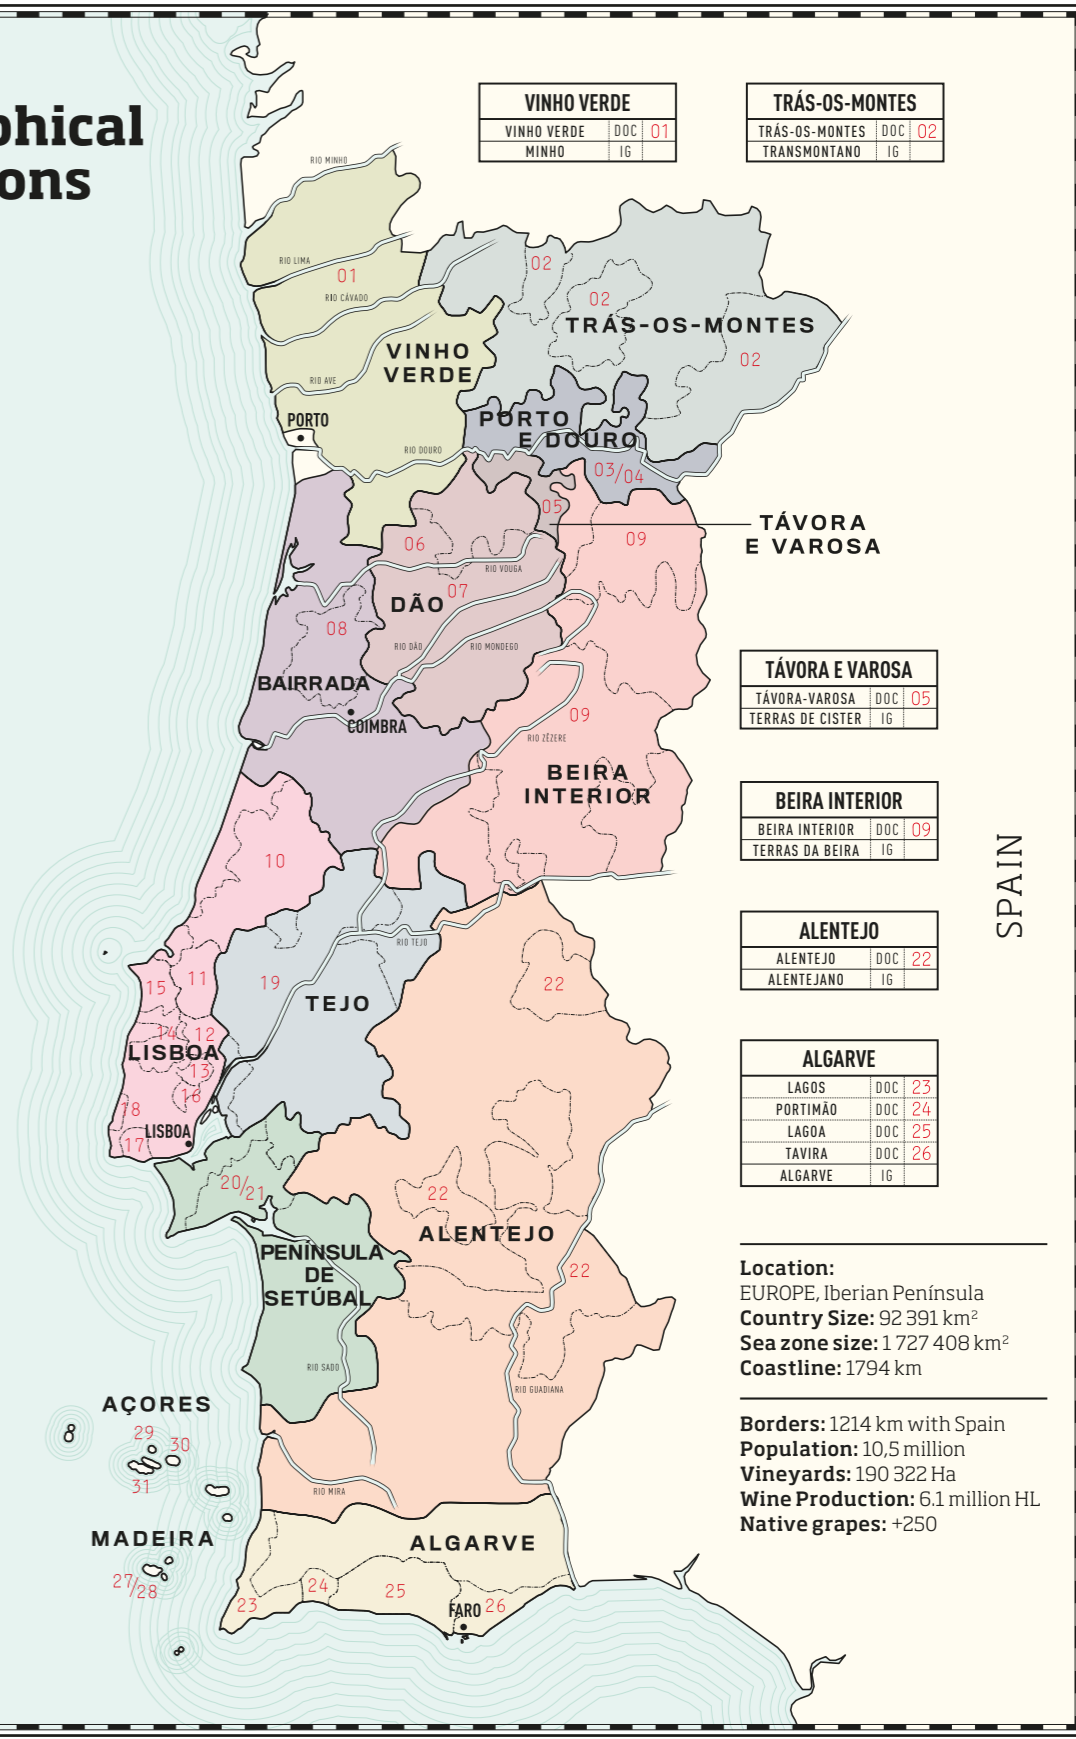 phical
ons
VINHO VERDE
VINHO VERDE DOC 01
MINHO IG
TRÁS-OS-MONTES
TRÁS-OS-MONTES DOC 02
TRANSMONTANO IG
RIO MINHO
RIO LIMA
01
RIO CÁVADO
02
02
TRÁS-OS-MONTES
VINHO
VERDE
02
RIO AVE
PORTO
PORTO
E DOURO
RIO DOURO
03/04
05
TÁVORA
E VAROSA
06
09
RIO VOUGA
07
DÃO
08
RIO DÃO
RIO MONDEGO
BAIRRADA
COIMBRA
09
RIO ZÊZERE
BEIRA
INTERIOR
TÁVORA E VAROSA
TÁVORA-VAROSA DOC 05
TERRAS DE CISTER IG
BEIRA INTERIOR
BEIRA INTERIOR DOC 09
TERRAS DA BEIRA IG
SPAIN
10
RIO TEJO
ALENTEJO
ALENTEJO DOC 22
ALENTEJANO IG
15
11
19
TEJO
22
14
12
LISBOA
13
16
18
LISBOA
17
ALGARVE
LAGOS DOC 23
PORTIMÃO DOC 24
LAGOA DOC 25
TAVIRA DOC 26
ALGARVE IG
20/21
22
ALENTEJO
PENÍNSULA
DE
SETÚBAL
22
RIO SADO
RIO GUADIANA
Location:
EUROPE, Iberian Península
Country Size: 92 391 km²
Sea zone size: 1 727 408 km²
Coastline: 1794 km
Borders: 1214 km with Spain
Population: 10,5 million
Vineyards: 190 322 Ha
Wine Production: 6.1 million HL
Native grapes: +250
AÇORES
29
30
31
RIO MIRA
MADEIRA
27/28
ALGARVE
23
24
25
FARO
26